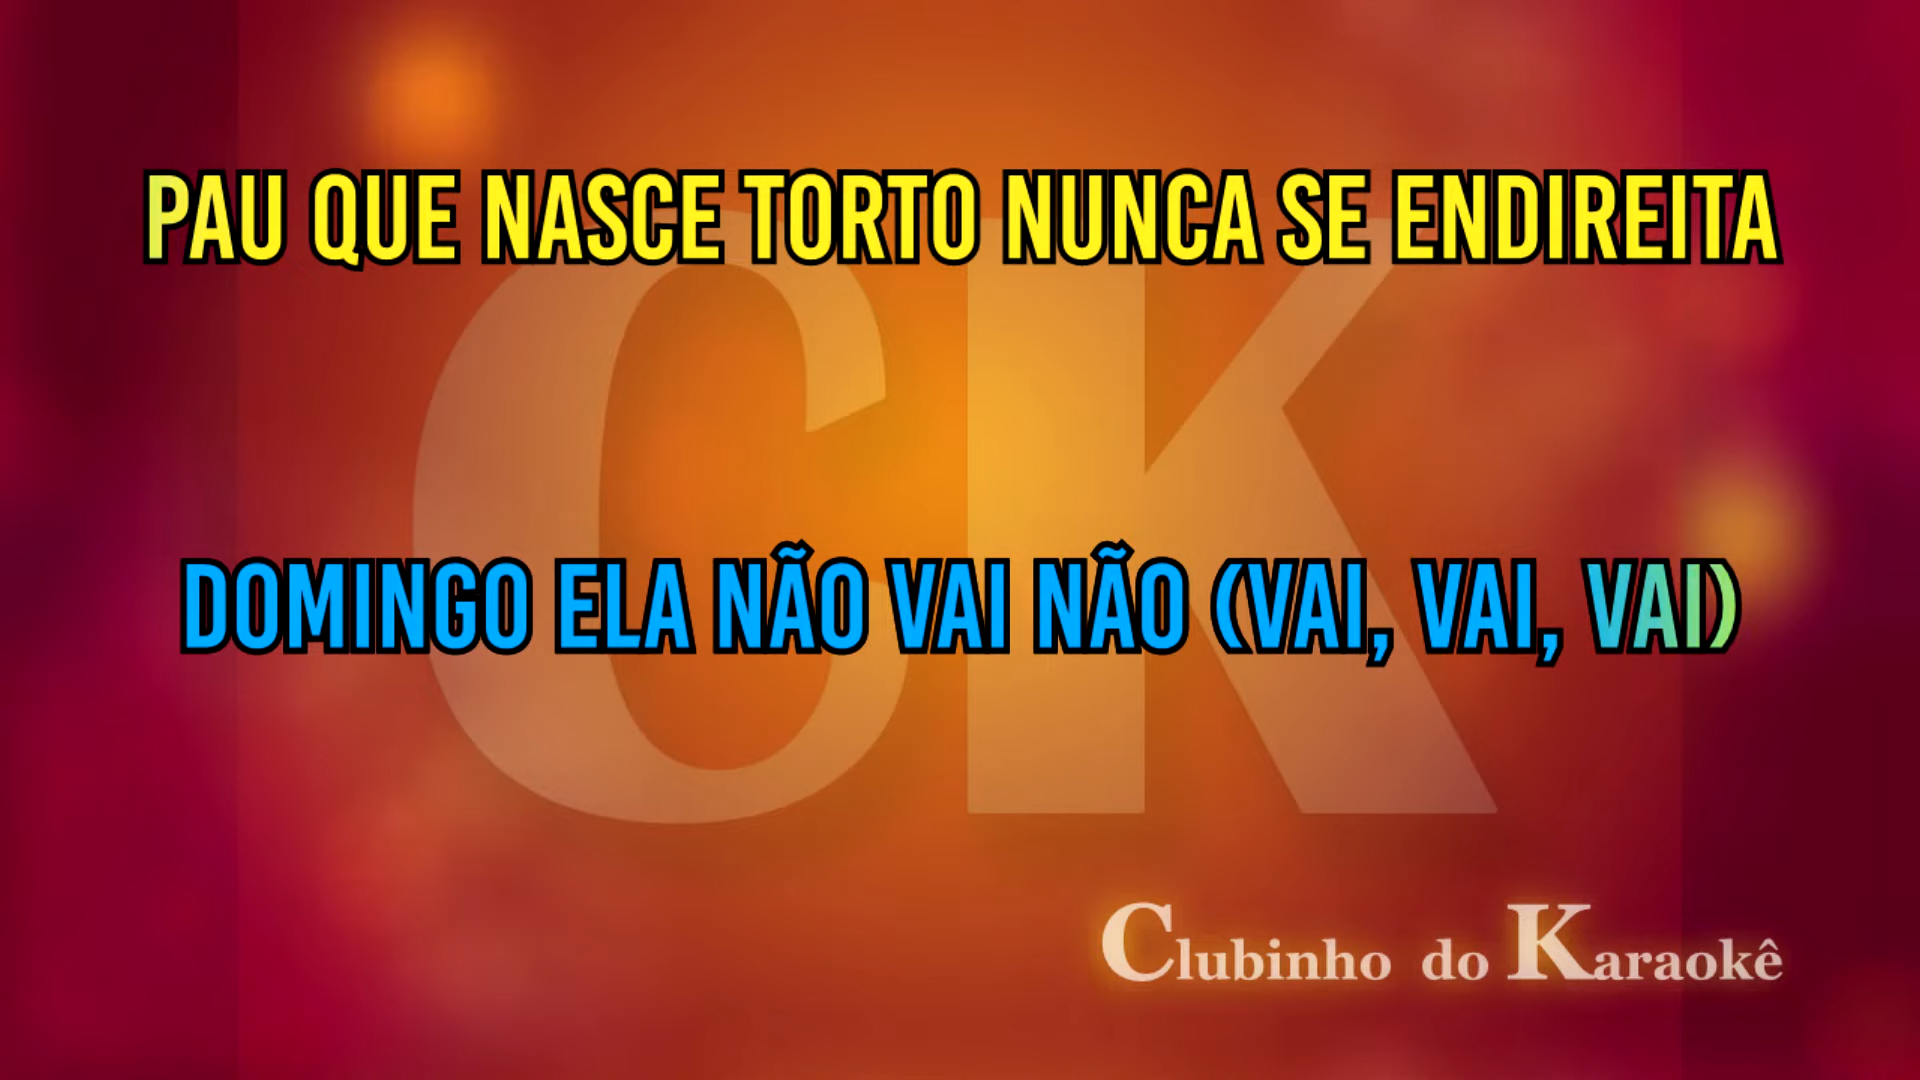 PAU QUE NASCE TORTO NUNCA SE ENDIREITA
DOMINGO ELA NÃO VAI NÃO (VAI, VAI, VAI)
CK
Clubinho do Karaokê